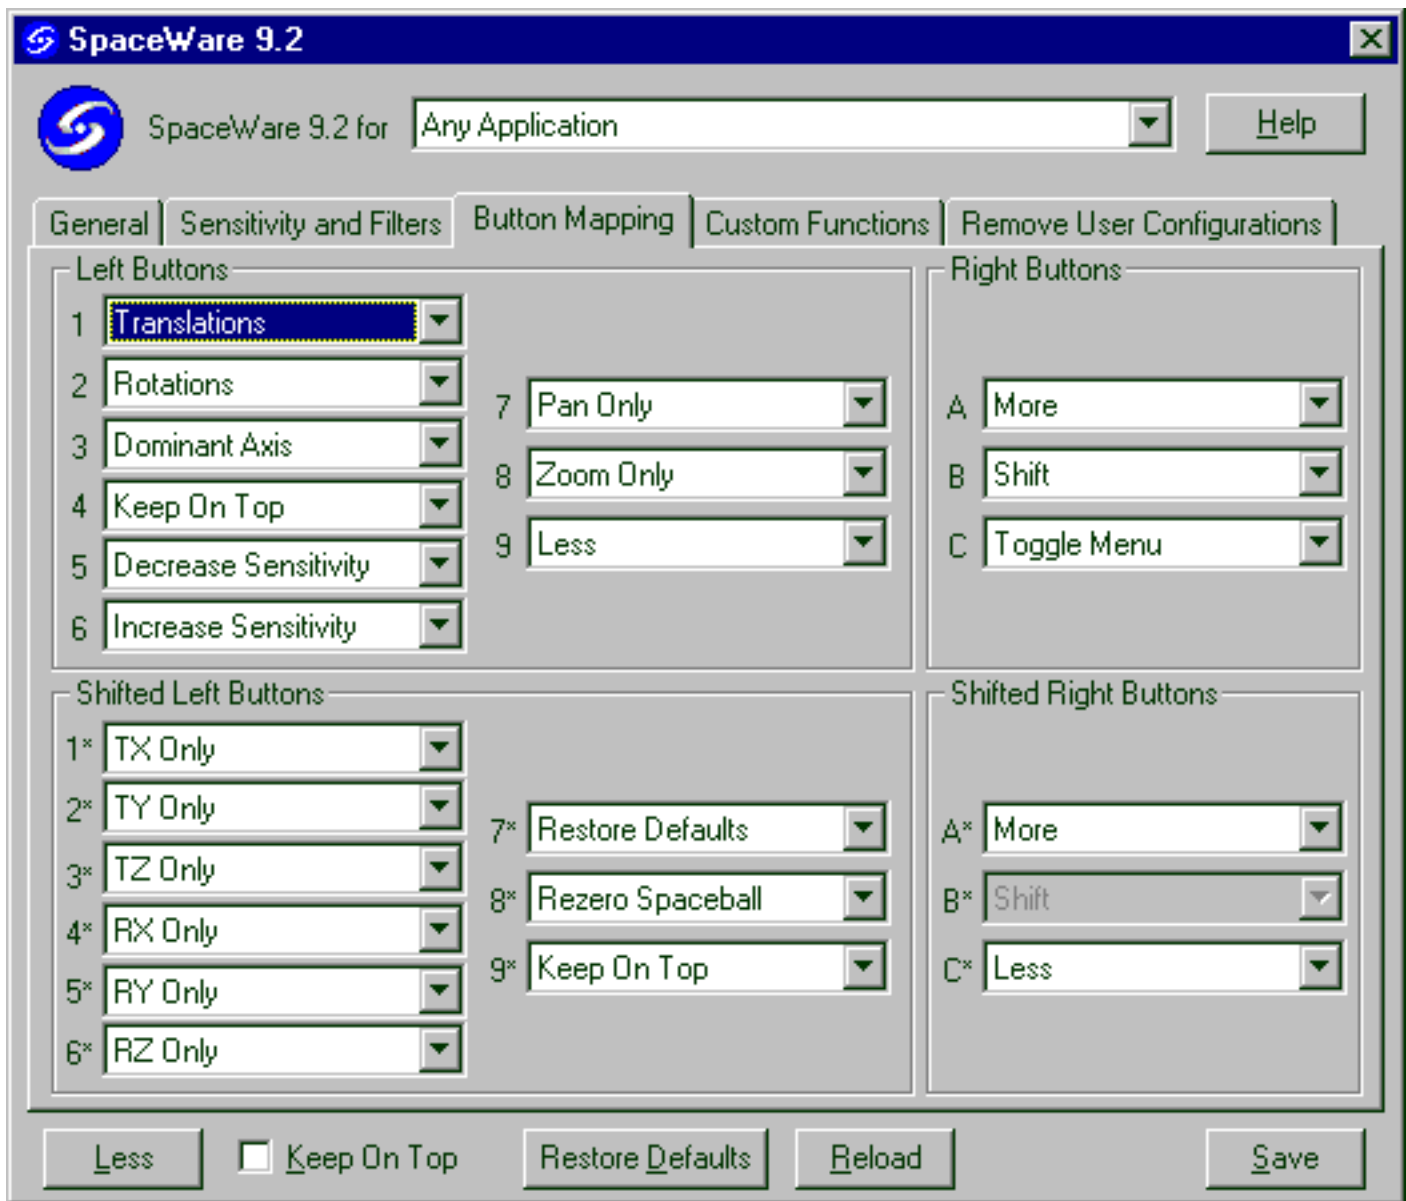 SpaceWare 9.2
SpaceWare 9.2 for Any Application Help
General Sensitivity and Filters Button Mapping Custom Functions Remove User Configurations
Left Buttons
1 Translations
2 Rotations
3 Dominant Axis
4 Keep On Top
5 Decrease Sensitivity
6 Increase Sensitivity
7 Pan Only
8 Zoom Only
9 Less
Right Buttons
A More
B Shift
C Toggle Menu
Shifted Left Buttons
1* TX Only
2* TY Only
3* TZ Only
4* RX Only
5* RY Only
6* RZ Only
7* Restore Defaults
8* Rezero Spaceball
9* Keep On Top
Shifted Right Buttons
A* More
B* Shift
C* Less
Less Keep On Top Restore Defaults Reload Save